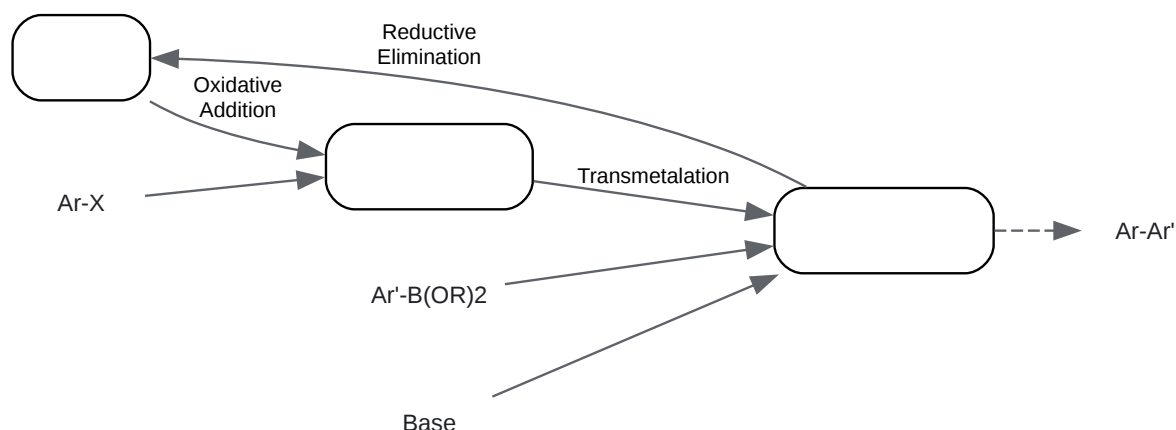 Reductive
Elimination
Oxidative
Addition
Transmetalation
Ar-X
Ar-Ar'
Ar'-B(OR)2
Base